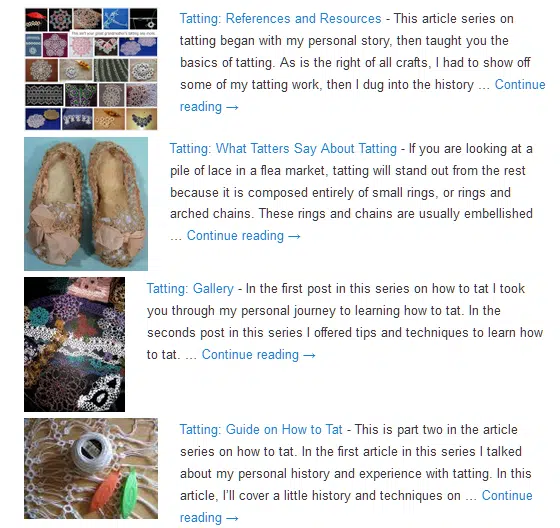 Tatting: References and Resources - This article series on
tatting began with my personal story, then taught you the
basics of tatting. As is the right of all crafts, I had to show off
some of my tatting work, then I dug into the history … Continue
reading →
Tatting: What Tatters Say About Tatting - If you are looking at a
pile of lace in a flea market, tatting will stand out from the rest
because it is composed entirely of small rings, or rings and
arched chains. These rings and chains are usually embellished
… Continue reading →
Tatting: Gallery - In the first post in this series on how to tat I took
you through my personal journey to learning how to tat. In the
seconds post in this series I offered tips and techniques to learn how
to tat. … Continue reading →
Tatting: Guide on How to Tat - This is part two in the article
series on how to tat. In the first article in this series I talked
about my personal history and experience with tatting. In this
article, I’ll cover a little history and techniques on … Continue
reading →